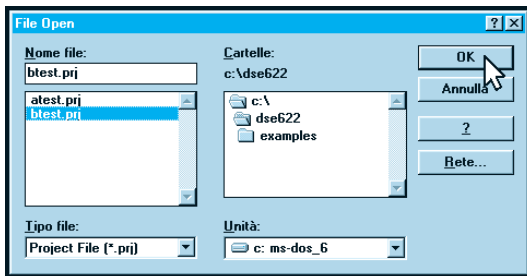 File Open
? ×
Nome file:
btest.prj
atest.prj
btest.prj
Tipo file:
Project File (*.prj)
Cartelle:
c:\dse622
c:\
dse622
examples
Unità:
c: ms-dos_6
OK
Annulla
?
Rete...